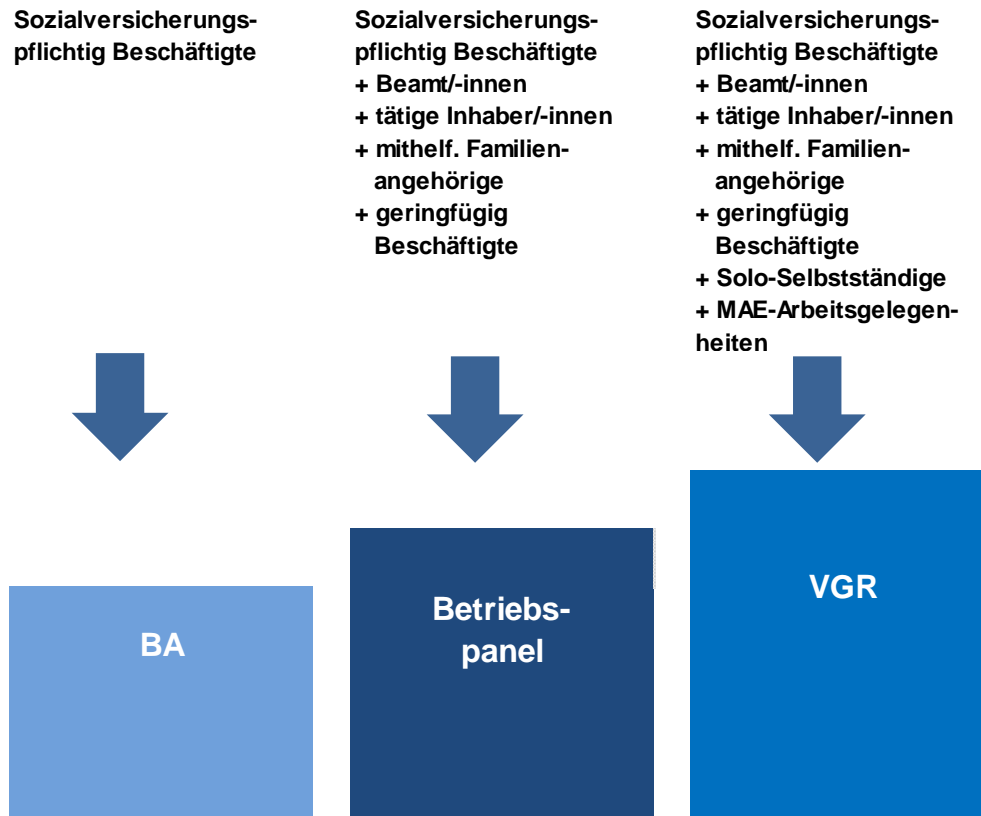 Sozialversicherungs-
pflichtig Beschäftigte
Sozialversicherungs-
pflichtig Beschäftigte
+ Beamt/-innen
+ tätige Inhaber/-innen
+ mithelf. Familien-
angehörige
+ geringfügig
Beschäftigte
Sozialversicherungs-
pflichtig Beschäftigte
+ Beamt/-innen
+ tätige Inhaber/-innen
+ mithelf. Familien-
angehörige
+ geringfügig
Beschäftigte
+ Solo-Selbstständige
+ MAE-Arbeitsgelegen-
heiten
BA
Betriebs-
panel
VGR